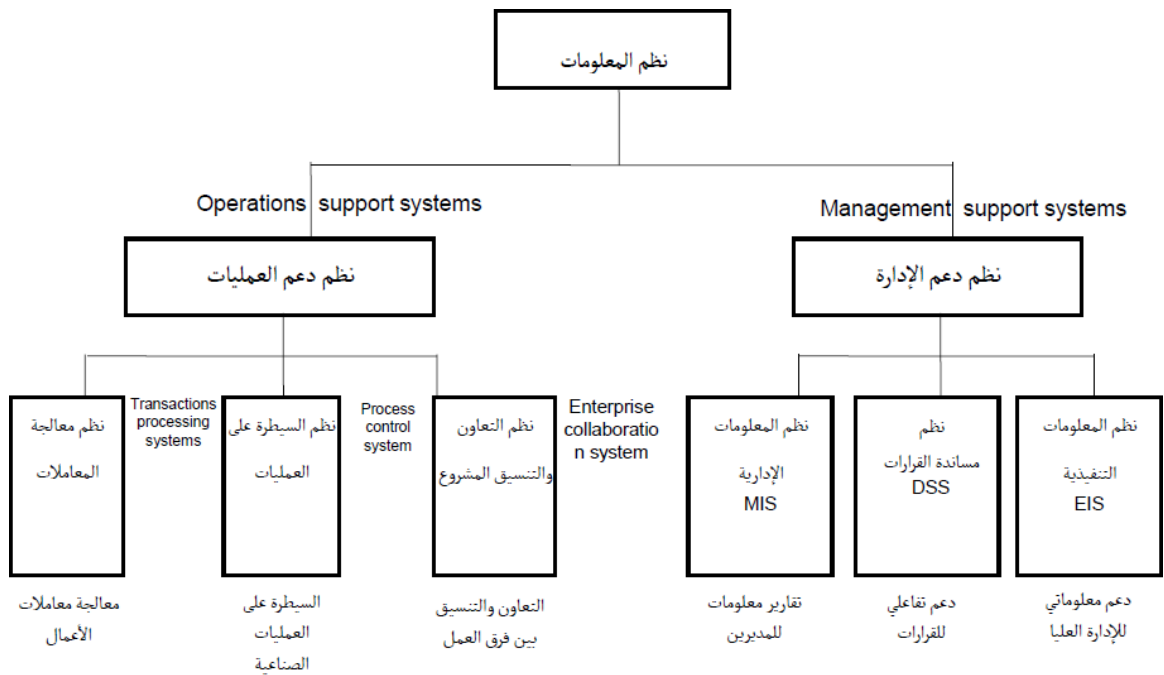 نظم المعلومات
Operations support systems
Management support systems
نظم دعم العمليات
نظم دعم الإدارة
نظم معالجة
المعاملات
Transactions
processing
systems
نظم السيطرة على
العمليات
Process
control
system
نظم التعاون
والتنسيق المشروع
Enterprise
collaboratio
n system
نظم المعلومات
الإدارية
MIS
نظم
مساندة القرارات
DSS
نظم المعلومات
التنفيذية
EIS
معالجة معاملات
الأعمال
السيطرة على
العمليات
الصناعية
التعاون والتنسيق
بين فرق العمل
تقارير معلومات
للمديرين
دعم تفاعلي
للقرارات
دعم معلوماتي
للإدارة العليا